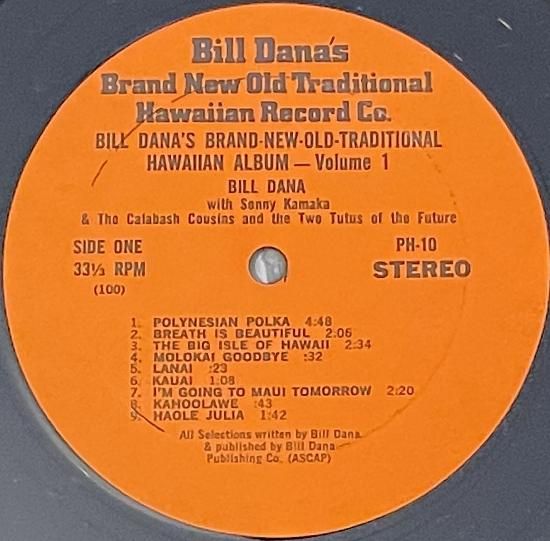 Bill Dana's
Brand New Old Traditional
Hawaiian Record Co.
BILL DANA'S BRAND-NEW-OLD-TRADITIONAL
HAWAIIAN ALBUM — Volume 1
BILL DANA
with Sonny Kamaka
& The Calabash Cousins and the Two Tutus of the Future
SIDE ONE PH-10
33⅓ RPM STEREO
(100)
1. POLYNESIAN POLKA 4:48
2. BREATH IS BEAUTIFUL 2:06
3. THE BIG ISLE OF HAWAII 2:34
4. MOLOKAI GOODBYE :32
5. LANAI :23
6. KAUAI 1:08
7. I'M GOING TO MAUI TOMORROW 2:20
8. KAHOOLAWE :43
9. HAOLE JULIA 1:42
All Selections written by Bill Dana
& published by Bill Dana
Publishing Co. (ASCAP)